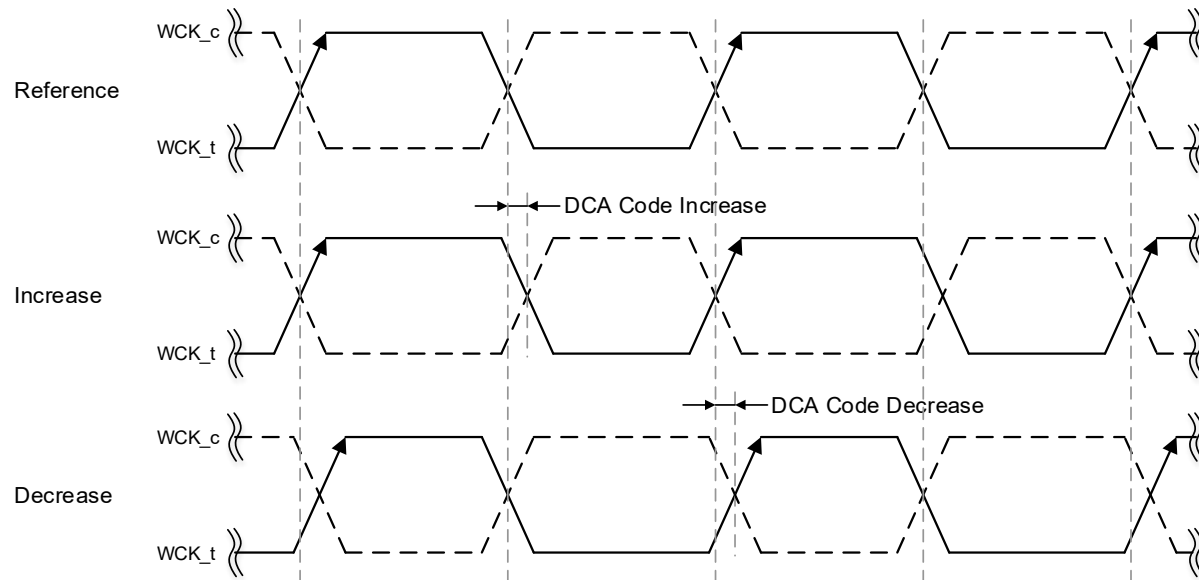 WCK_c
Reference
WCK_t
DCA Code Increase
WCK_c
Increase
WCK_t
DCA Code Decrease
WCK_c
Decrease
WCK_t